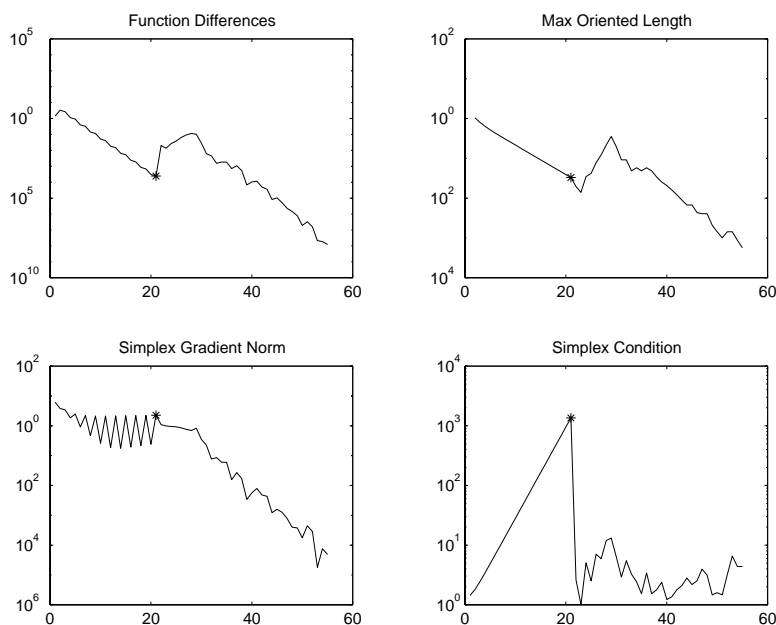 Function Differences
10^5
10^0
10^5
10^10
0 20 40 60
Max Oriented Length
10^2
10^0
10^2
10^4
0 20 40 60
Simplex Gradient Norm
10^2
10^0
10^2
10^4
10^6
0 20 40 60
Simplex Condition
10^4
10^3
10^2
10^1
10^0
0 20 40 60